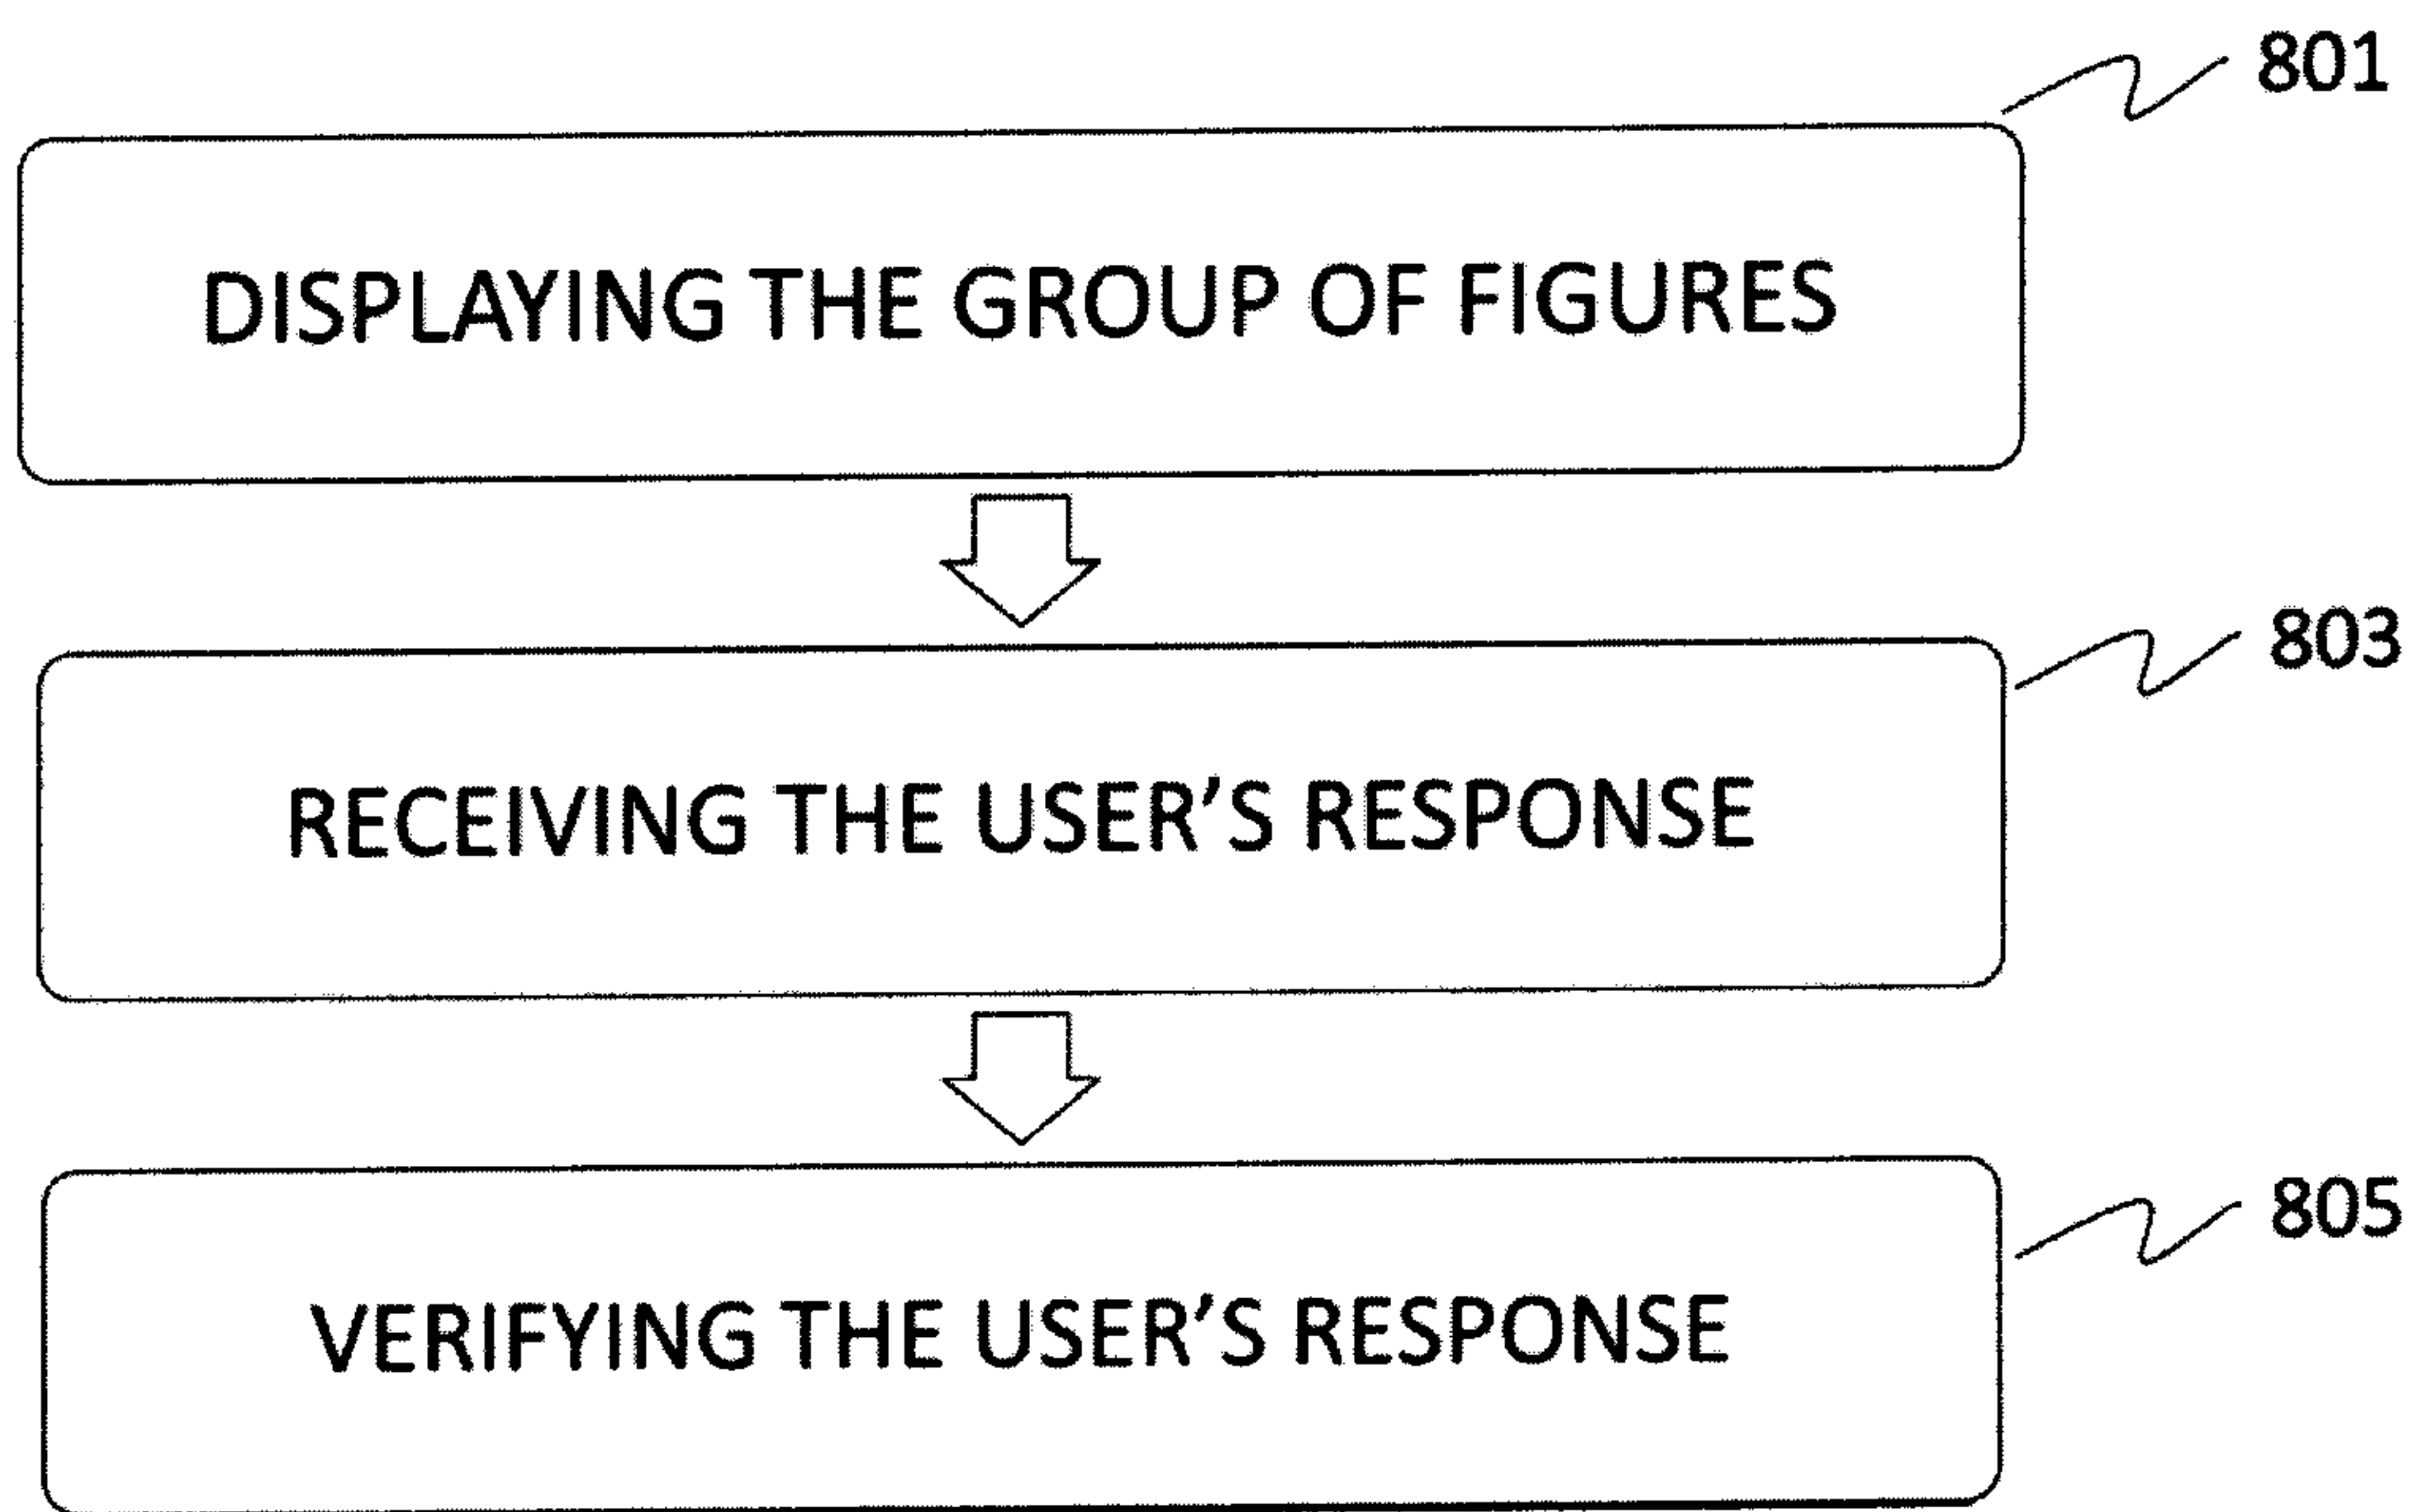 801
DISPLAYING THE GROUP OF FIGURES
803
RECEIVING THE USER’S RESPONSE
805
VERIFYING THE USER’S RESPONSE